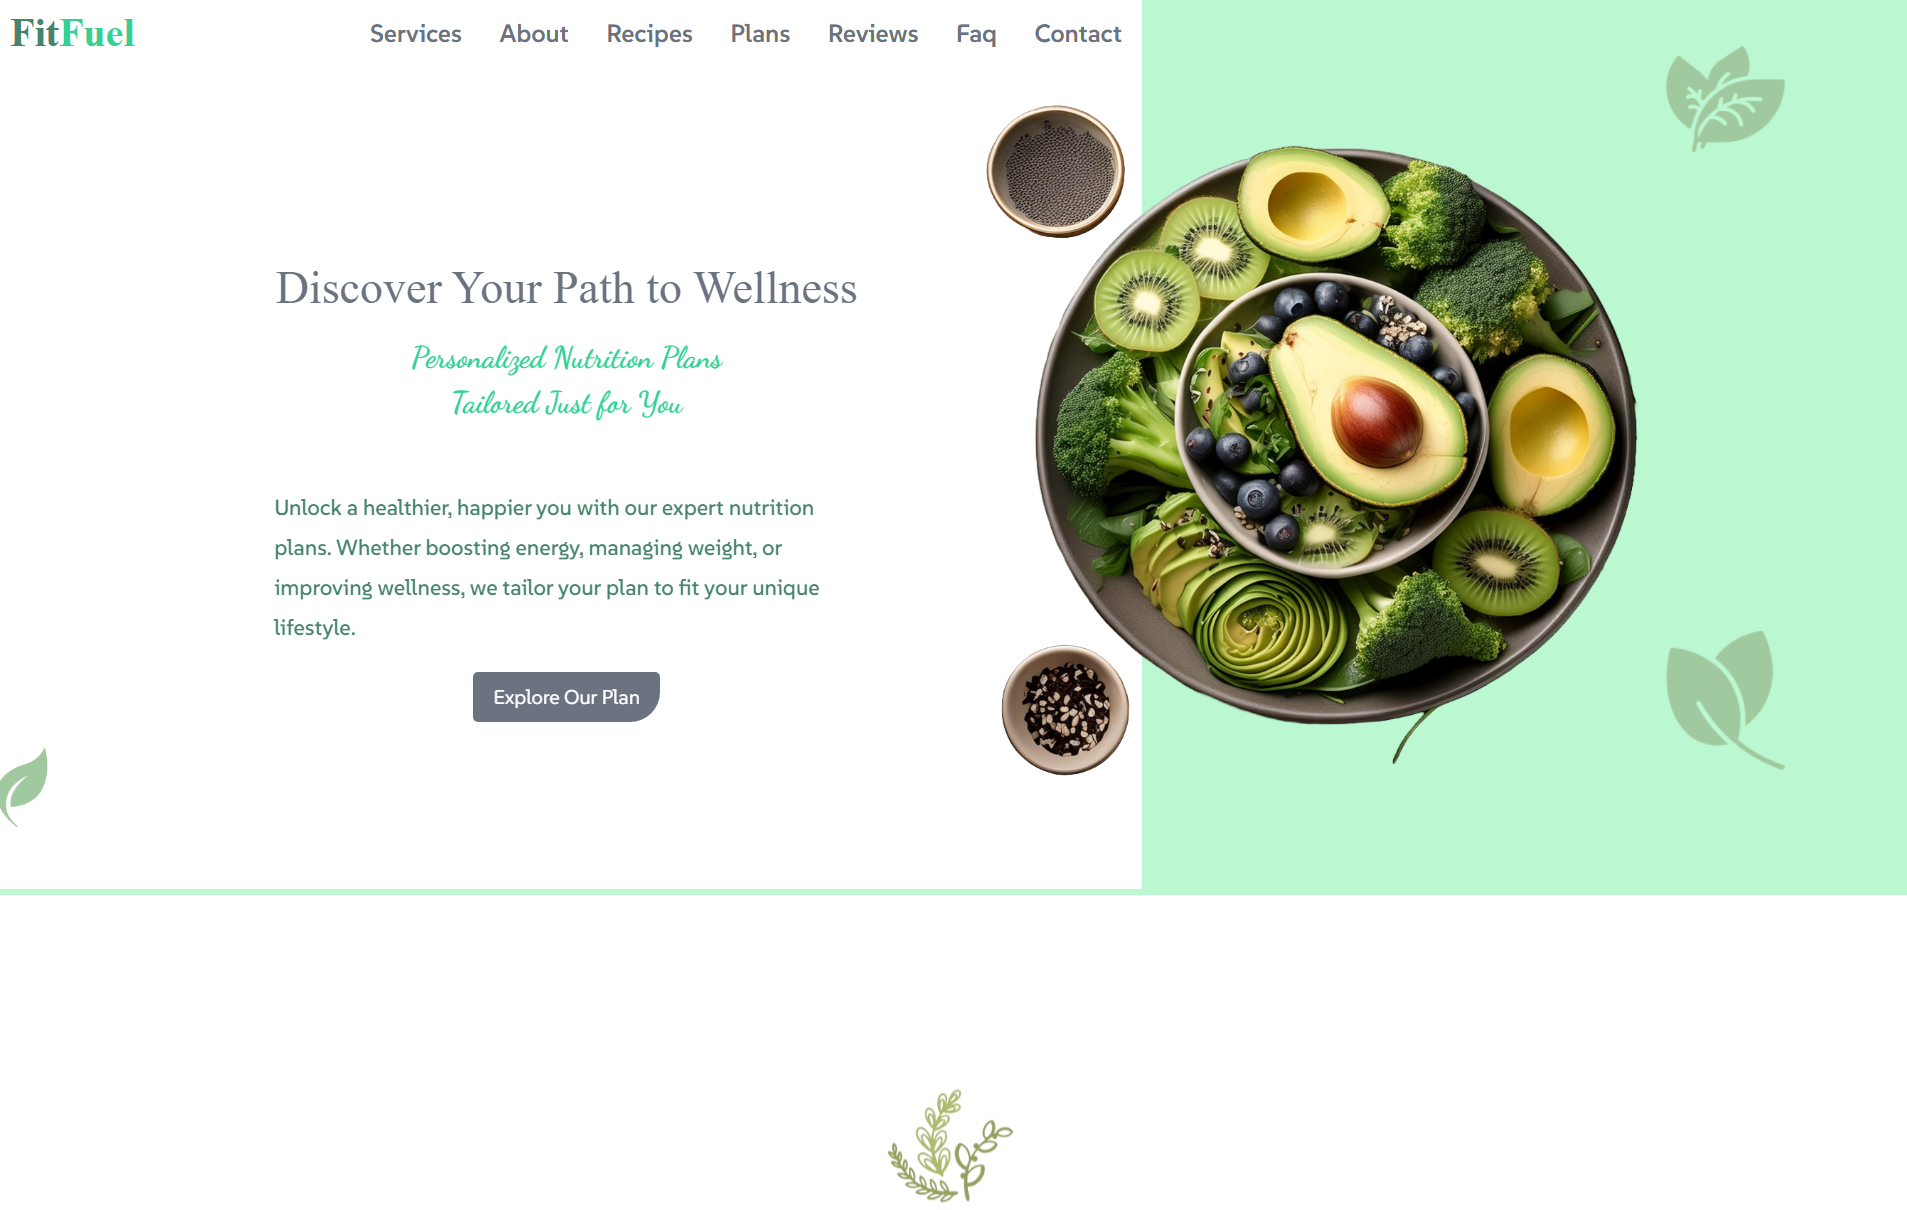 FitFuel
Services About Recipes Plans Reviews Faq Contact
Discover Your Path to Wellness
Personalized Nutrition Plans
Tailored Just for You
Unlock a healthier, happier you with our expert nutrition
plans. Whether boosting energy, managing weight, or
improving wellness, we tailor your plan to fit your unique
lifestyle.
Explore Our Plan